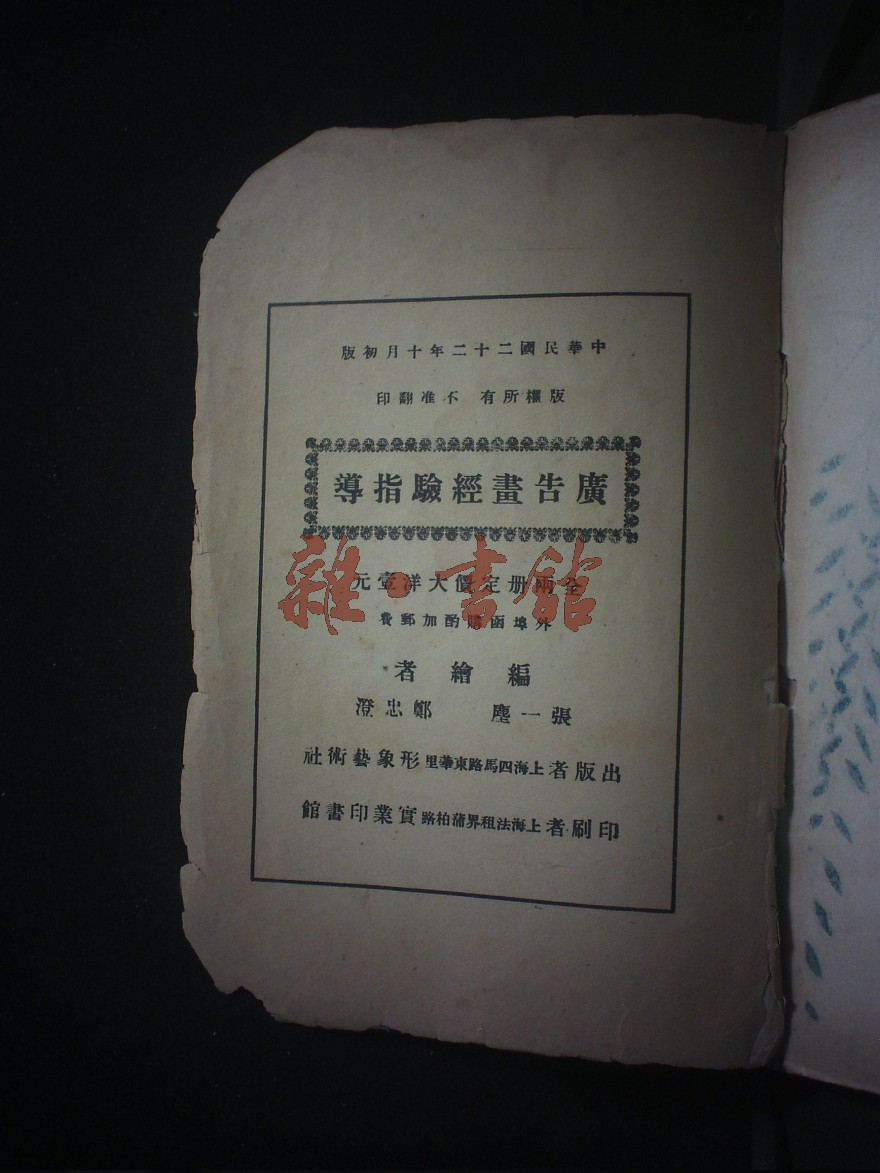 中華民國二十二年十月初版
版權所有 不准翻印
廣告畫經驗指導
全兩册定價大洋壹元
外埠函購酌加郵費
編繪者
張一塵 鄭忠澄
出版者上海四馬路東華里形象藝術社
印刷者上海法租界蒲柏路實業印書館
雜·書館